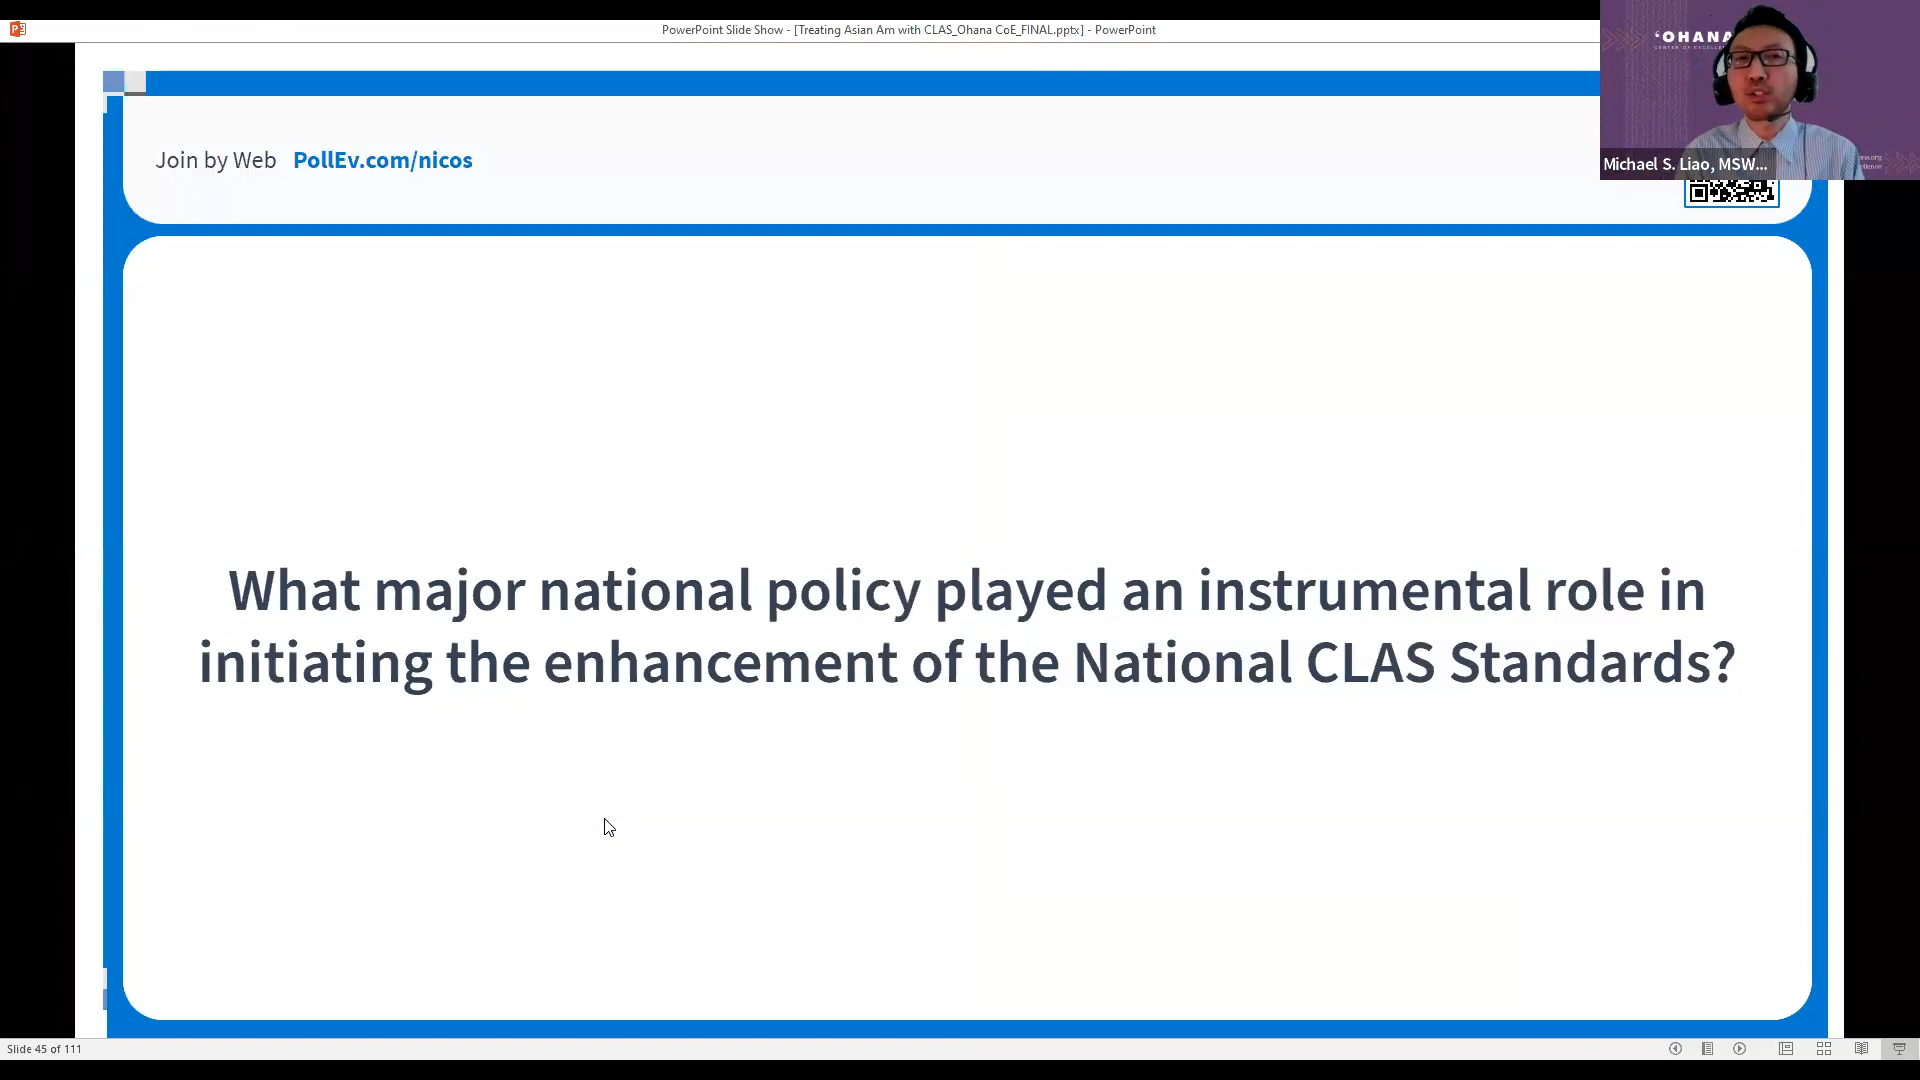 PowerPoint Slide Show - [Treating Asian Am with CLAS_Ohana CoE_FINAL.pptx] - PowerPoint
ʻOHANA
Michael S. Liao, MSW...
Join by Web PollEv.com/nicos
What major national policy played an instrumental role in
initiating the enhancement of the National CLAS Standards?
Slide 45 of 111